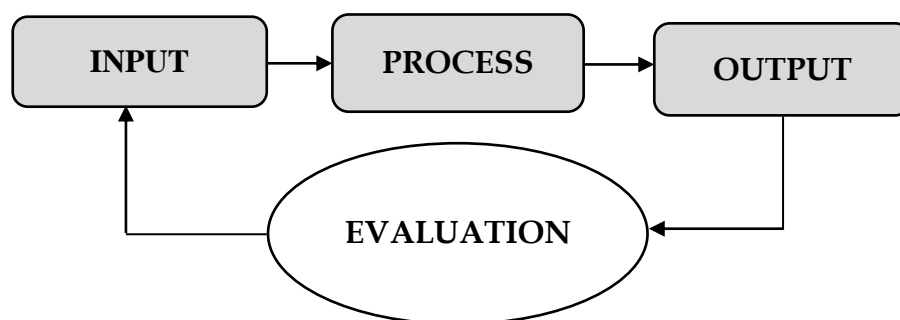 INPUT
PROCESS
OUTPUT
EVALUATION